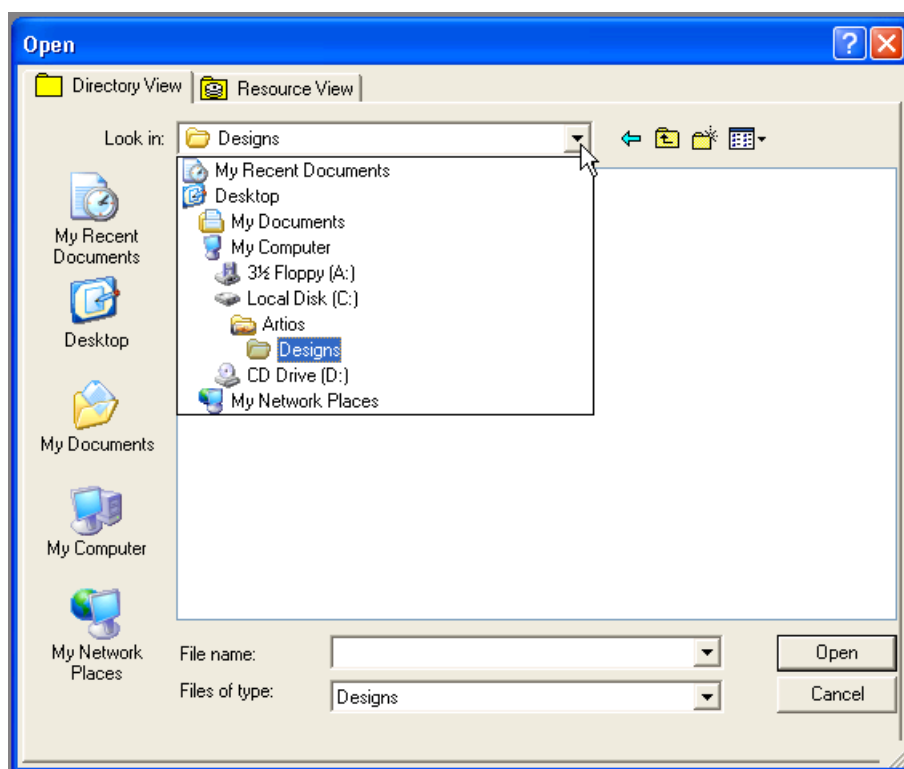 Open
Directory View
Resource View
Look in:
Designs
My Recent Documents
Desktop
My Documents
My Computer
3½ Floppy (A:)
Local Disk (C:)
Artios
Designs
CD Drive (D:)
My Network Places
My Recent
Documents
Desktop
My Documents
My Computer
My Network
Places
File name:
Open
Files of type:
Designs
Cancel